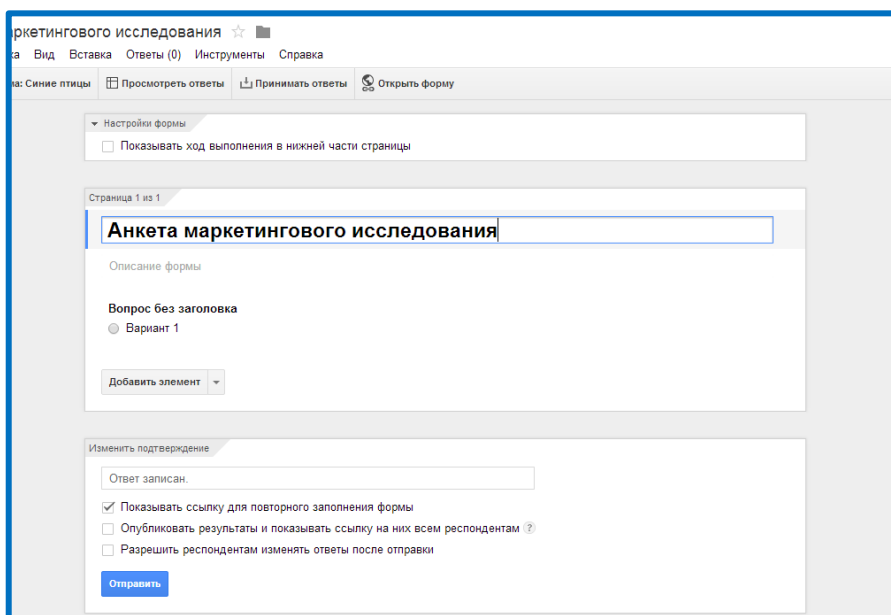 аркетингового исследования
ка Вид Вставка Ответы (0) Инструменты Справка
ма: Синие птицы Просмотреть ответы Принимать ответы Открыть форму
Настройки формы
Показывать ход выполнения в нижней части страницы
Страница 1 из 1
Анкета маркетингового исследования
Описание формы
Вопрос без заголовка
Вариант 1
Добавить элемент
Изменить подтверждение
Ответ записан.
Показывать ссылку для повторного заполнения формы
Опубликовать результаты и показывать ссылку на них всем респондентам ?
Разрешить респондентам изменять ответы после отправки
Отправить